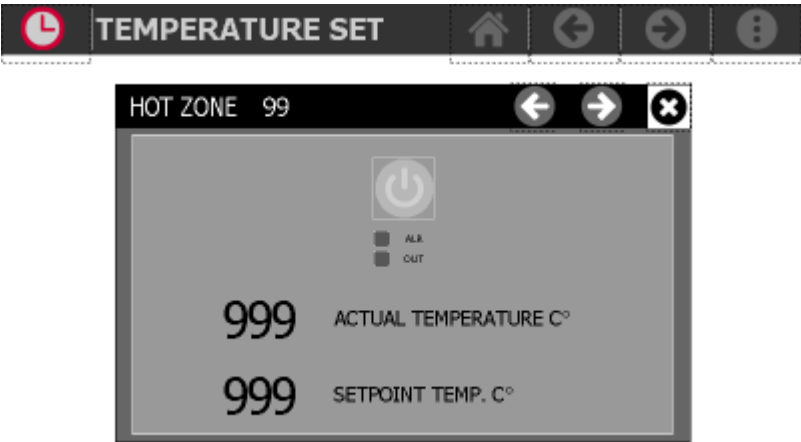 TEMPERATURE SET
HOT ZONE 99
ALR
OUT
999 ACTUAL TEMPERATURE C°
999 SETPOINT TEMP. C°